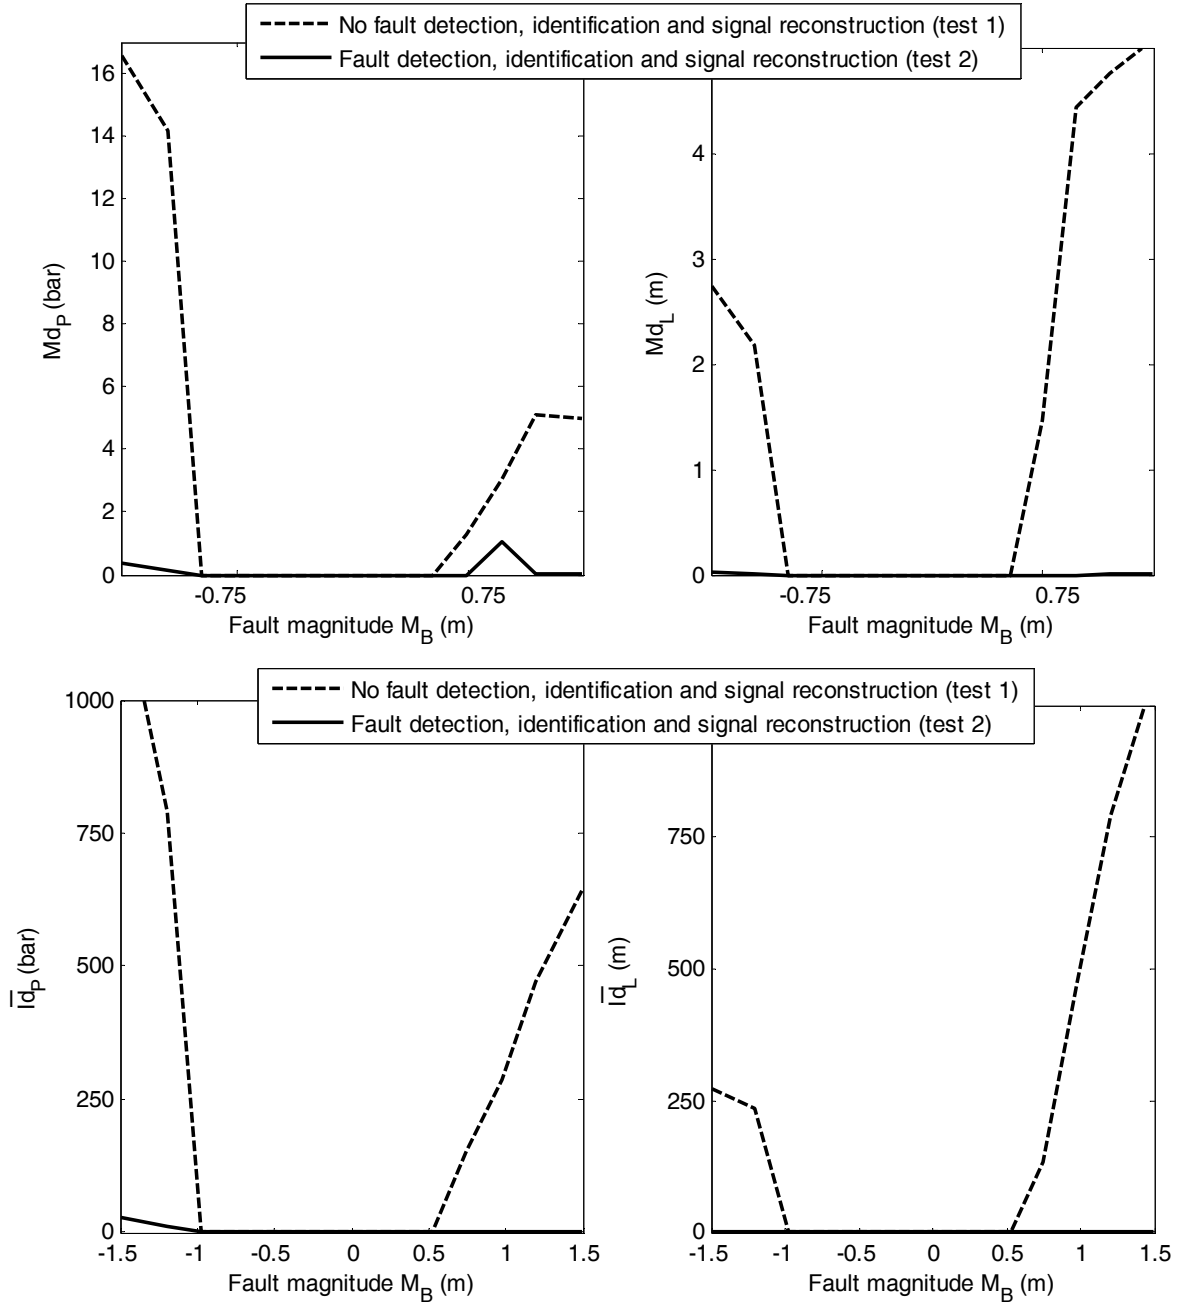 No fault detection, identification and signal reconstruction (test 1)
Fault detection, identification and signal reconstruction (test 2)
16
14
12
10
8
6
4
2
0
Md_P (bar)
-0.75 0.75
Fault magnitude M_B (m)
4
3
2
1
0
Md_L (m)
-0.75 0.75
Fault magnitude M_B (m)
No fault detection, identification and signal reconstruction (test 1)
Fault detection, identification and signal reconstruction (test 2)
1000
750
500
250
0
I̅d_P (bar)
-1.5 -1 -0.5 0 0.5 1 1.5
Fault magnitude M_B (m)
750
500
250
0
I̅d_L (m)
-1.5 -1 -0.5 0 0.5 1 1.5
Fault magnitude M_B (m)